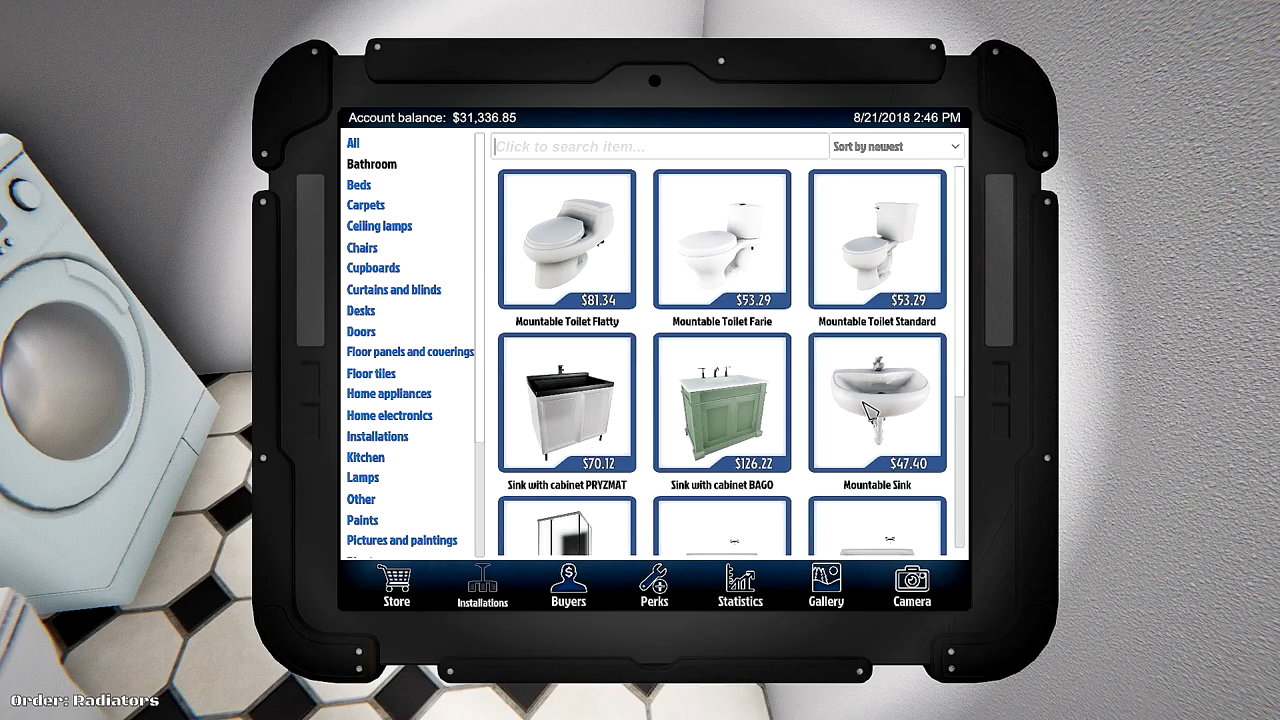 Account balance: $31,336.85
8/21/2018 2:46 PM
All
Bathroom
Beds
Carpets
Ceiling lamps
Chairs
Cupboards
Curtains and blinds
Desks
Doors
Floor panels and coverings
Floor tiles
Home appliances
Home electronics
Installations
Kitchen
Lamps
Other
Paints
Pictures and paintings
Click to search item...
Sort by newest
$81.34
$53.29
$53.29
Mountable Toilet Flatty
Mountable Toilet Farie
Mountable Toilet Standard
$70.12
$126.22
$47.40
Sink with cabinet PRYZMAT
Sink with cabinet BAGO
Mountable Sink
Store
Installations
Buyers
Perks
Statistics
Gallery
Camera
Order: Radiators